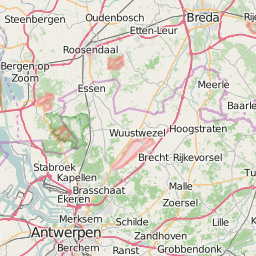 Steenbergen
Oudenbosch
Breda
Etten-Leur
Roosendaal
Bergen op
Zoom
Essen
Meerle
Baarle
Wuustwezel
Hoogstraten
Brecht
Rijkevorsel
Stabroek
Kapellen
Brasschaat
Malle
Ekeren
Zoersel
Merksem
Schilde
Lille
Antwerpen
Zandhoven
Berchem
Ranst
Grobbendonk